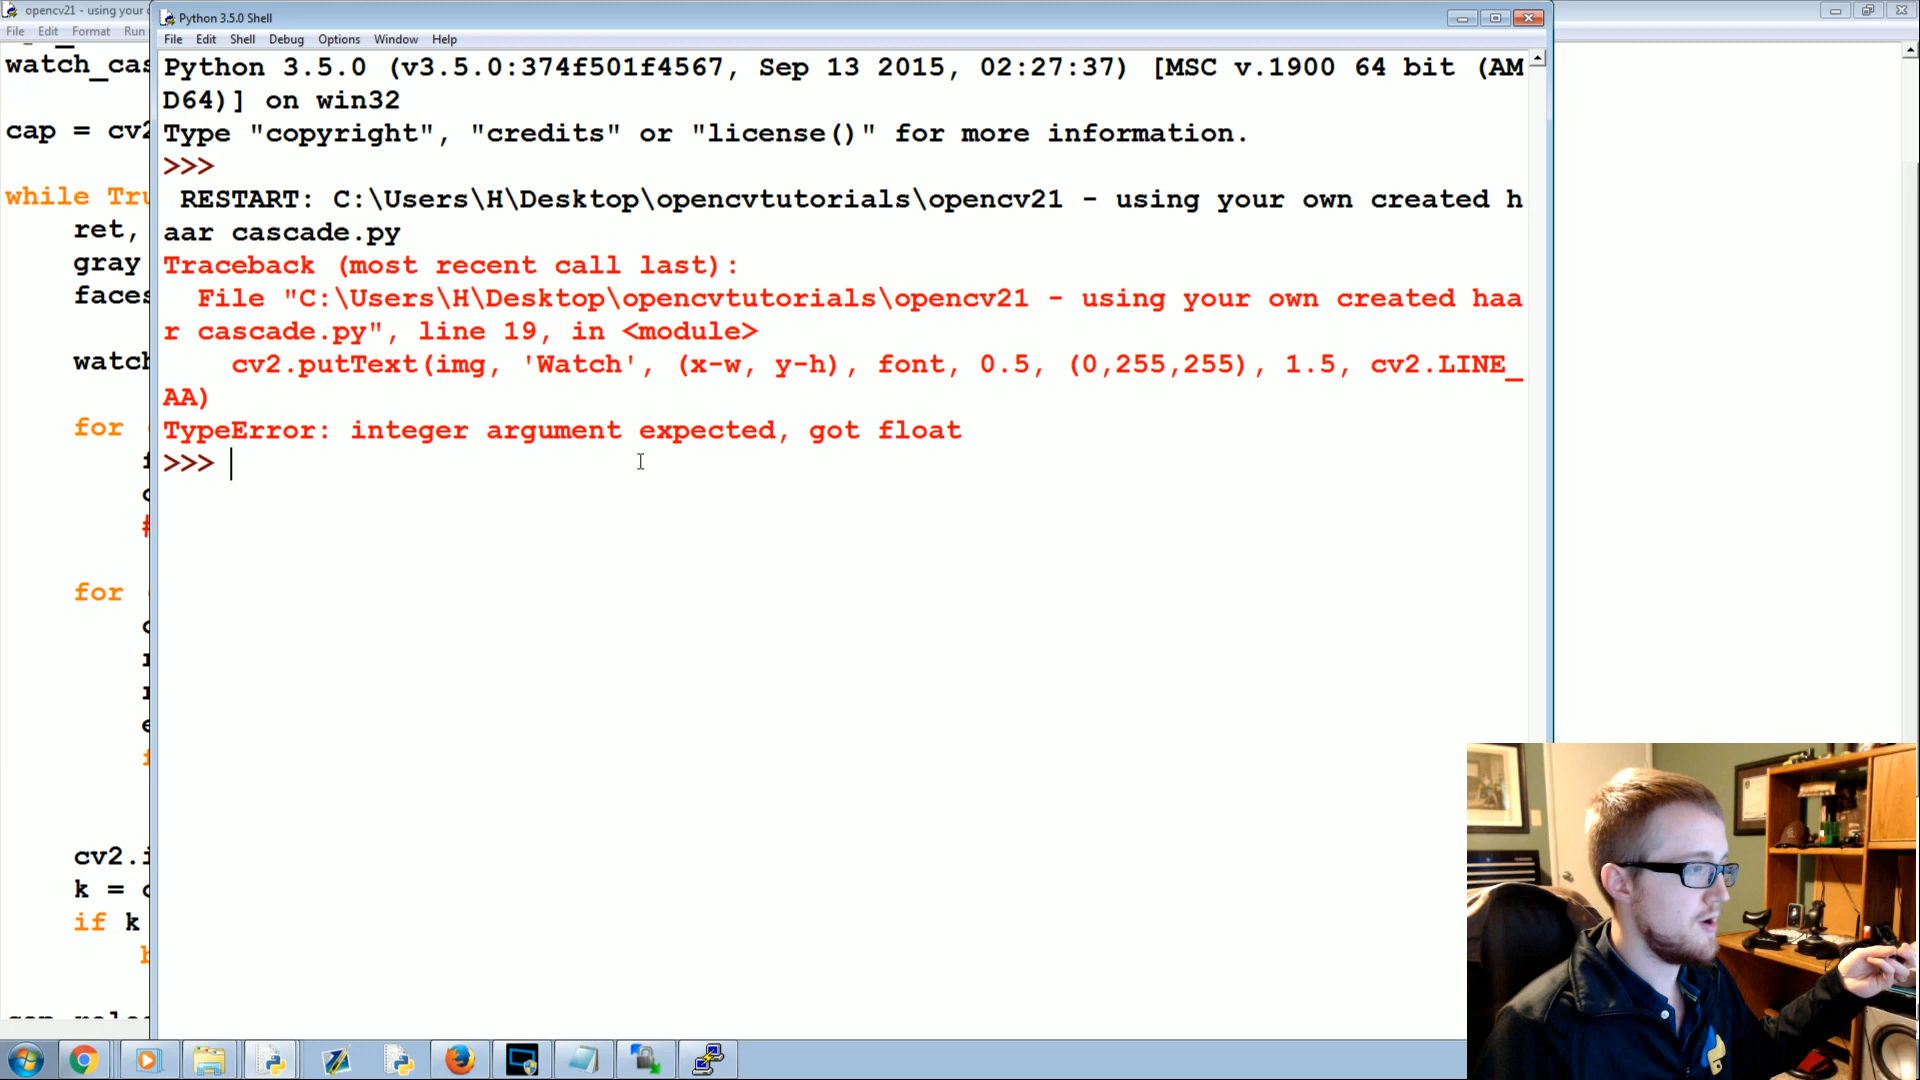 opencv21 - using your o
File Edit Format Run
watch_cas
cap = cv2
while Tru
ret,
gray
faces
watch
for
#
for
cv2.i
k = c
if k
Python 3.5.0 Shell
File Edit Shell Debug Options Window Help
Python 3.5.0 (v3.5.0:374f501f4567, Sep 13 2015, 02:27:37) [MSC v.1900 64 bit (AM
D64)] on win32
Type "copyright", "credits" or "license()" for more information.
>>>
RESTART: C:\Users\H\Desktop\opencvtutorials\opencv21 - using your own created h
aar cascade.py
Traceback (most recent call last):
File "C:\Users\H\Desktop\opencvtutorials\opencv21 - using your own created haa
r cascade.py", line 19, in <module>
cv2.putText(img, 'Watch', (x-w, y-h), font, 0.5, (0,255,255), 1.5, cv2.LINE_
AA)
TypeError: integer argument expected, got float
>>>